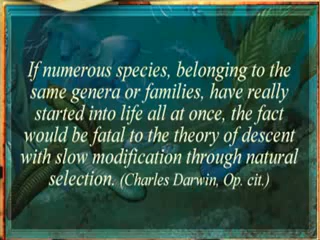 If numerous species, belonging to the
same genera or families, have really
started into life all at once, the fact
would be fatal to the theory of descent
with slow modification through natural
selection. (Charles Darwin, Op. cit.)